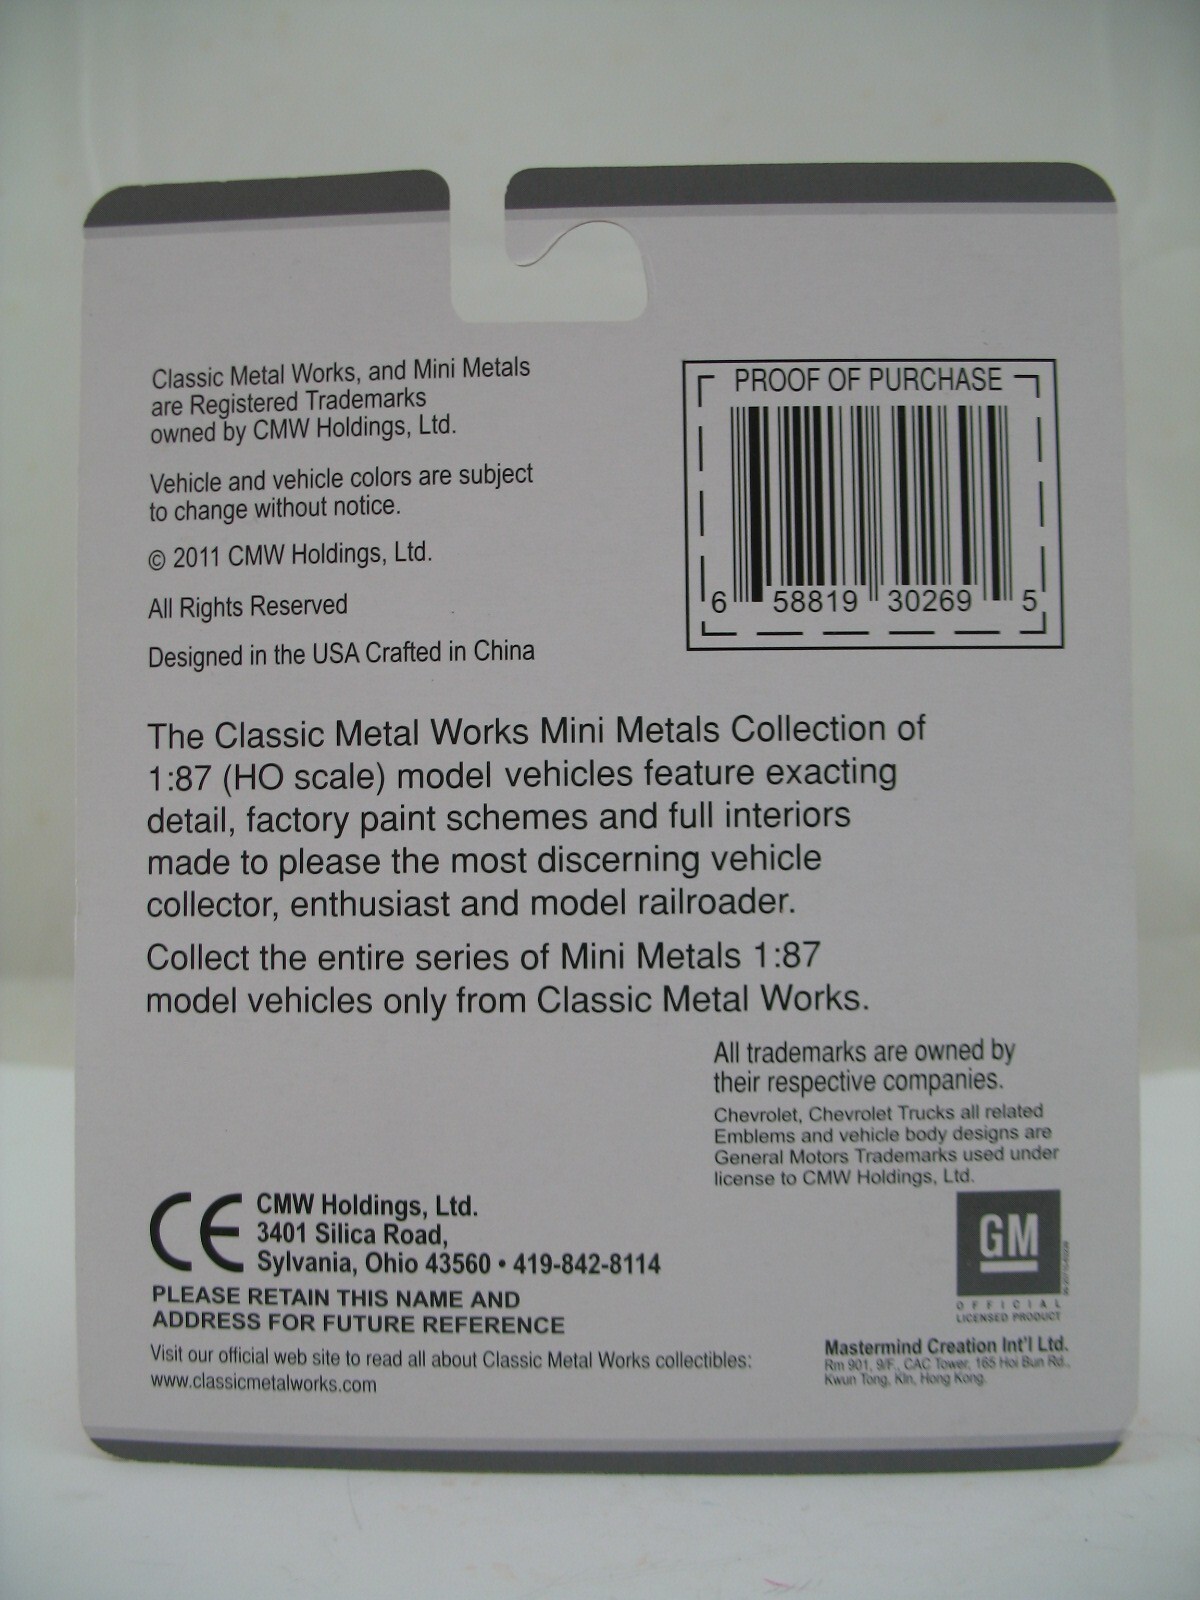 Classic Metal Works, and Mini Metals
are Registered Trademarks
owned by CMW Holdings, Ltd.
Vehicle and vehicle colors are subject
to change without notice.
© 2011 CMW Holdings, Ltd.
All Rights Reserved
Designed in the USA Crafted in China
PROOF OF PURCHASE
6 58819 30269 5
The Classic Metal Works Mini Metals Collection of
1:87 (HO scale) model vehicles feature exacting
detail, factory paint schemes and full interiors
made to please the most discerning vehicle
collector, enthusiast and model railroader.
Collect the entire series of Mini Metals 1:87
model vehicles only from Classic Metal Works.
All trademarks are owned by
their respective companies.
Chevrolet, Chevrolet Trucks all related
Emblems and vehicle body designs are
General Motors Trademarks used under
license to CMW Holdings, Ltd.
CE
CMW Holdings, Ltd.
3401 Silica Road,
Sylvania, Ohio 43560 • 419-842-8114
PLEASE RETAIN THIS NAME AND
ADDRESS FOR FUTURE REFERENCE
Visit our official web site to read all about Classic Metal Works collectibles:
www.classicmetalworks.com
GM
OFFICIAL
LICENSED PRODUCT
Mastermind Creation Int'l Ltd.
Rm 901, 9/F., CAC Tower, 165 Hoi Bun Rd.,
Kwun Tong, Kln, Hong Kong.